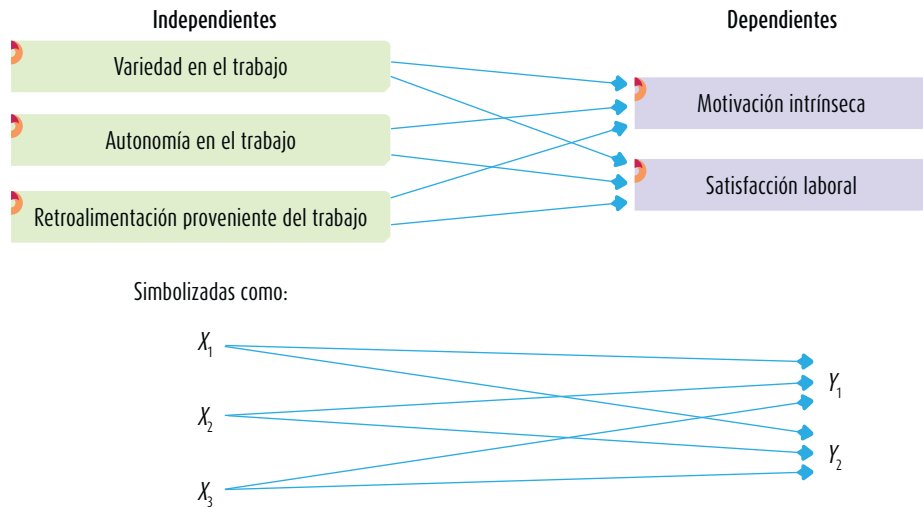 Independientes
Dependientes
Variedad en el trabajo
Autonomía en el trabajo
Retroalimentación proveniente del trabajo
Motivación intrínseca
Satisfacción laboral
Simbolizadas como:
X₁
X₂
X₃
Y₁
Y₂